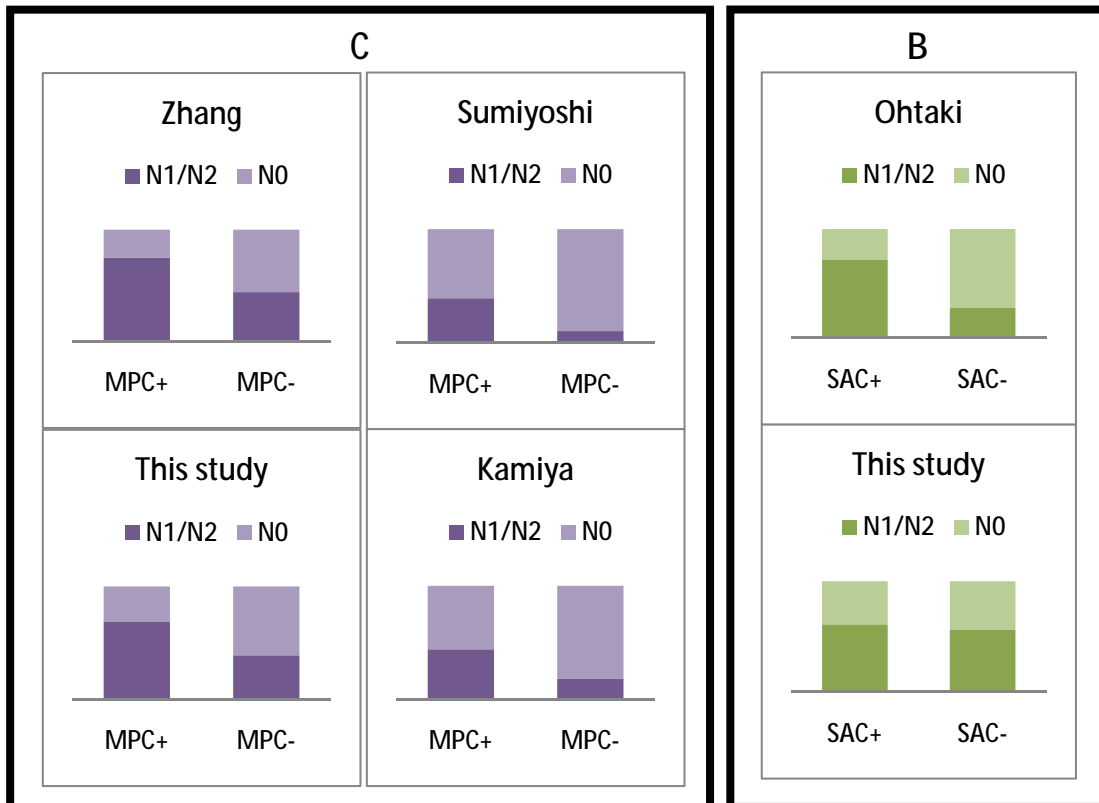 C
Zhang
N1/N2 N0
MPC+ MPC-
Sumiyoshi
N1/N2 N0
MPC+ MPC-
This study
N1/N2 N0
MPC+ MPC-
Kamiya
N1/N2 N0
MPC+ MPC-
B
Ohtaki
N1/N2 N0
SAC+ SAC-
This study
N1/N2 N0
SAC+ SAC-